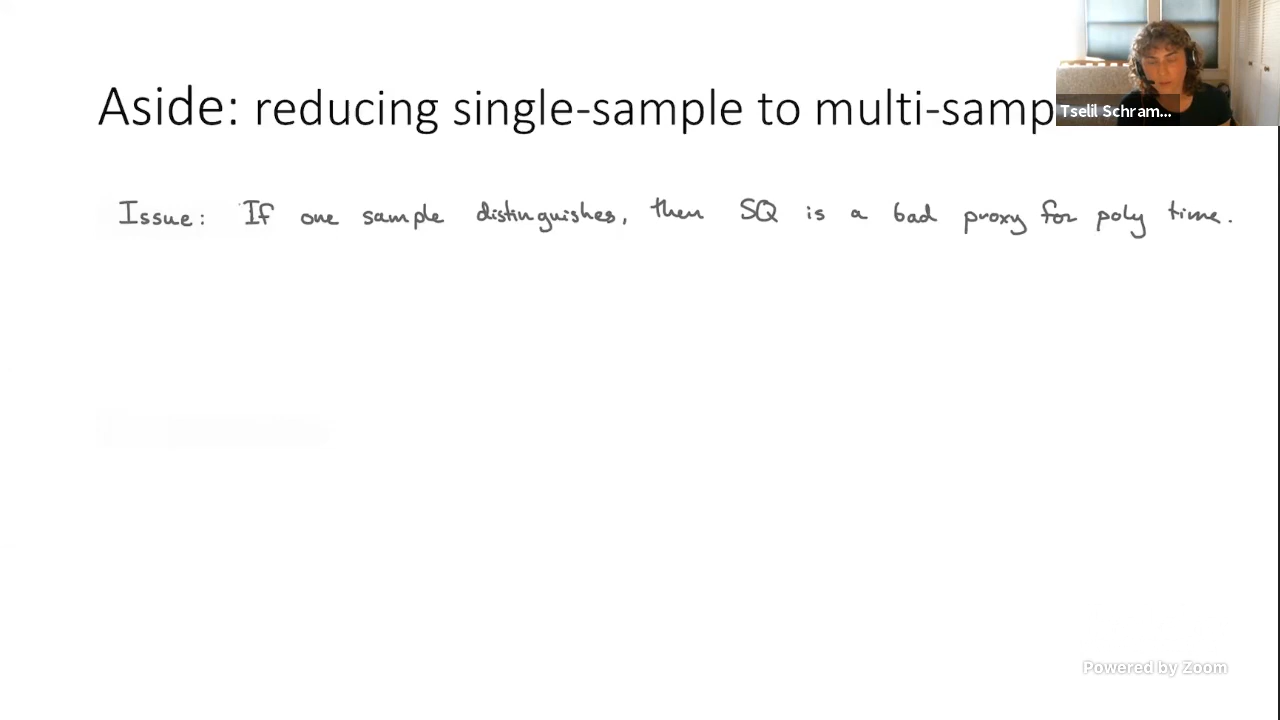 Aside: reducing single-sample to multi-samp
Tselil Schram...
Issue: If one sample distinguishes, then SQ is a bad proxy for poly time.
Powered by Zoom